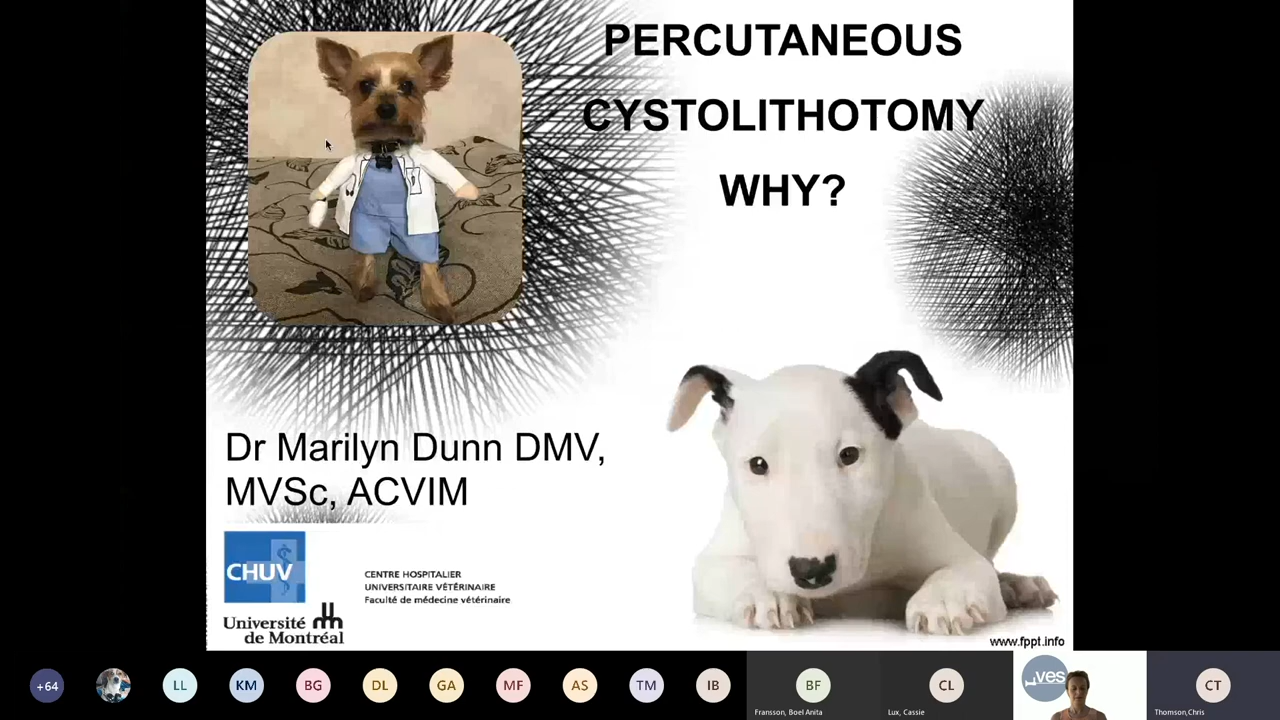 PERCUTANEOUS
CYSTOLITHOTOMY
WHY?
Dr Marilyn Dunn DMV,
MVSc, ACVIM
CHUV
CENTRE HOSPITALIER
UNIVERSITAIRE VÉTÉRINAIRE
Faculté de médecine vétérinaire
Université
de Montréal
www.fppt.info
+64
LL
KM
BG
DL
GA
MF
AS
TM
IB
BF
Fransson, Boel Anita
CL
Lux, Cassie
ves
CT
Thomson,Chris